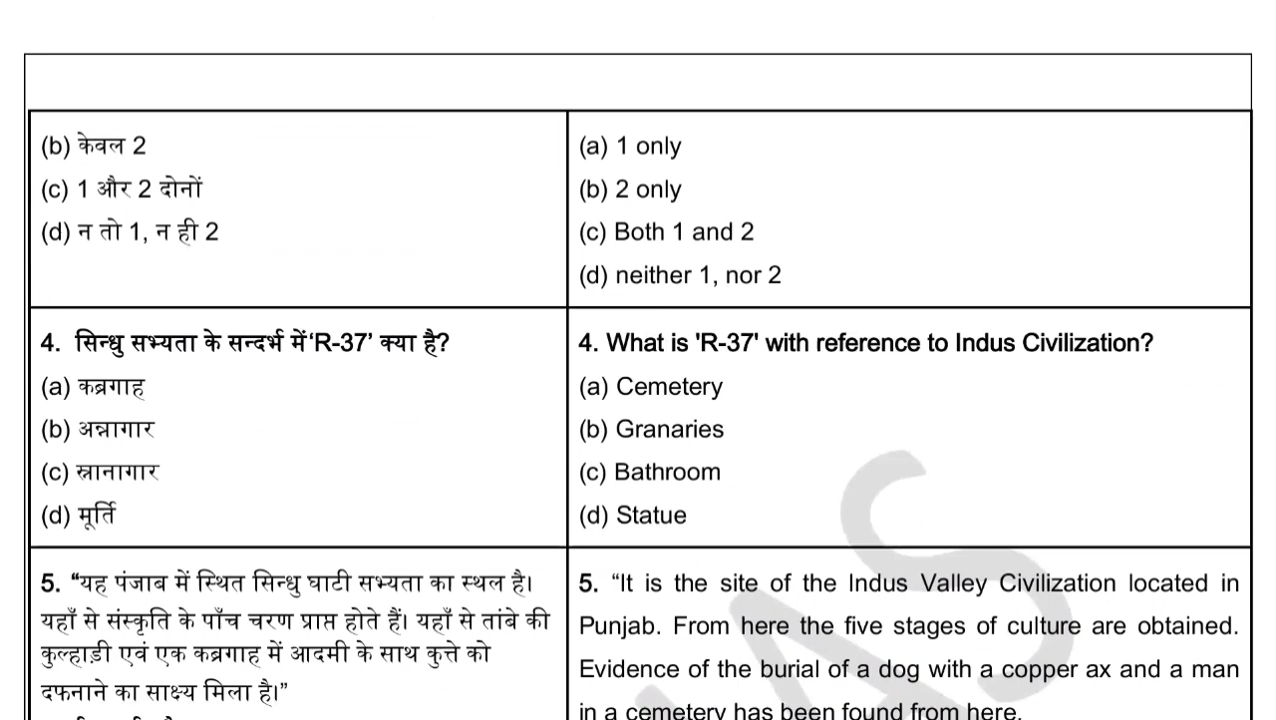 (b) केवल 2
(c) 1 और 2 दोनों
(d) न तो 1, न ही 2
(a) 1 only
(b) 2 only
(c) Both 1 and 2
(d) neither 1, nor 2
4. सिन्धु सभ्यता के सन्दर्भ में 'R-37' क्या है?
(a) कब्रगाह
(b) अन्नागार
(c) स्नानागार
(d) मूर्ति
4. What is 'R-37' with reference to Indus Civilization?
(a) Cemetery
(b) Granaries
(c) Bathroom
(d) Statue
5. “यह पंजाब में स्थित सिन्धु घाटी सभ्यता का स्थल है।
यहाँ से संस्कृति के पाँच चरण प्राप्त होते हैं। यहाँ से तांबे की
कुल्हाड़ी एवं एक कब्रगाह में आदमी के साथ कुत्ते को
दफनाने का साक्ष्य मिला है।”
5. “It is the site of the Indus Valley Civilization located in
Punjab. From here the five stages of culture are obtained.
Evidence of the burial of a dog with a copper ax and a man
in a cemetery has been found from here.